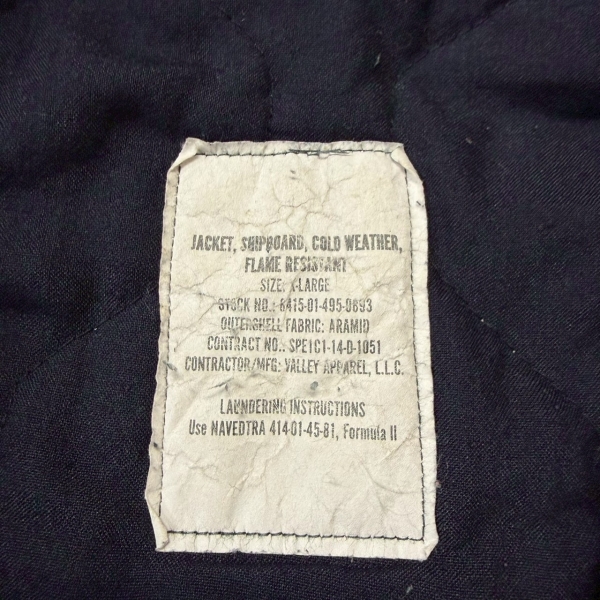 JACKET, SHIPBOARD, COLD WEATHER,
FLAME RESISTANT
SIZE: X-LARGE
STOCK NO.: 8415-01-495-0893
OUTERSHELL FABRIC: ARAMID
CONTRACT NO.: SPE1C1-14-D-1051
CONTRACTOR/MFG: VALLEY APPAREL, L.L.C.
LAUNDERING INSTRUCTIONS
Use NAVEDTRA 414-01-45-81, Formula II